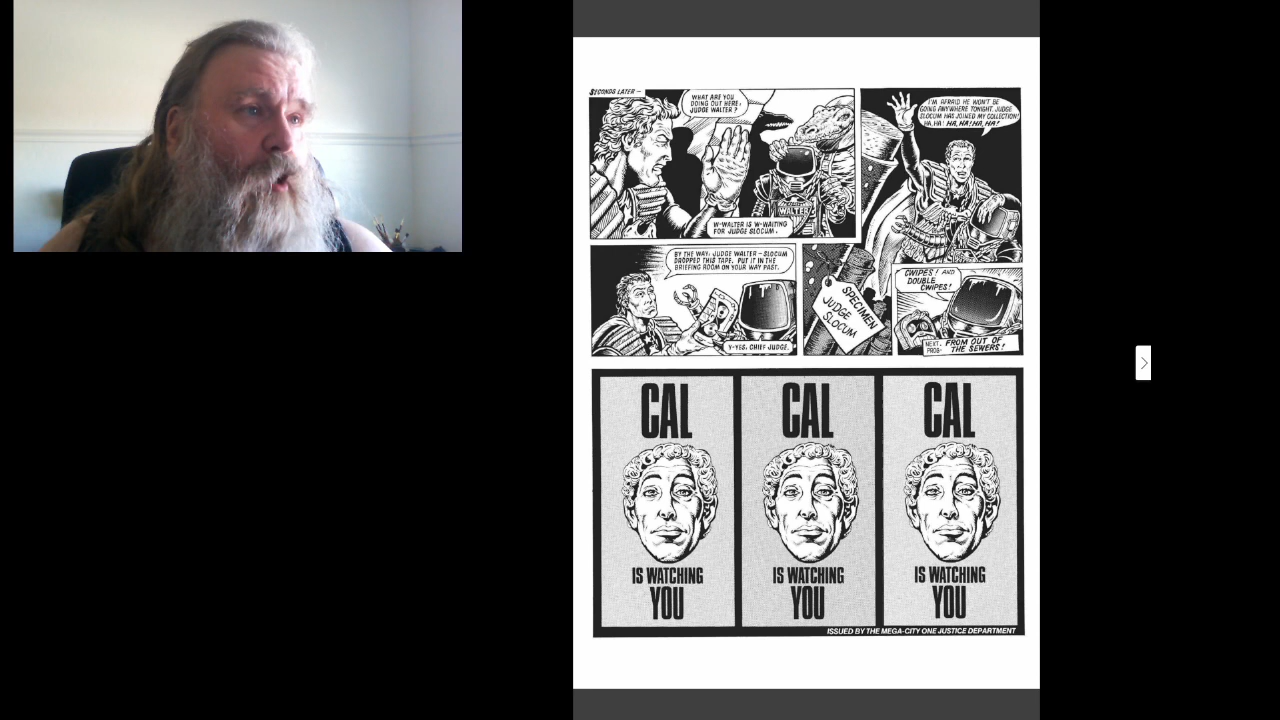 SECONDS LATER —
WHAT ARE YOU
DOING OUT HERE,
JUDGE WALTER?
WALTER
W-WALTER IS W-WAITING
FOR JUDGE SLOCUM.
I'M AFRAID HE WON'T BE
GOING ANYWHERE TONIGHT. JUDGE
SLOCUM HAS JOINED MY COLLECTION!
HA, HA! HA, HA! HA, HA!
BY THE WAY, JUDGE WALTER — SLOCUM
DROPPED THIS TAPE. PUT IT IN THE
BRIEFING ROOM ON YOUR WAY PAST.
Y-YES, CHIEF JUDGE.
SPECIMEN
JUDGE
SLOCUM
CWIPES! AND
DOUBLE
CWIPES!
NEXT PROG-
FROM OUT OF
THE SEWERS!
CAL
IS WATCHING
YOU
CAL
IS WATCHING
YOU
CAL
IS WATCHING
YOU
ISSUED BY THE MEGA-CITY ONE JUSTICE DEPARTMENT